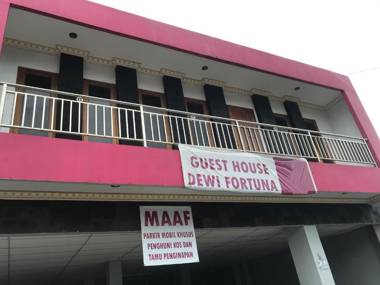 GUEST HOUSE
DEWI FORTUNA
MAAF
PARKIR MOBIL KHUSUS
PENGHUNI KOS DAN
TAMU PENGINAPAN